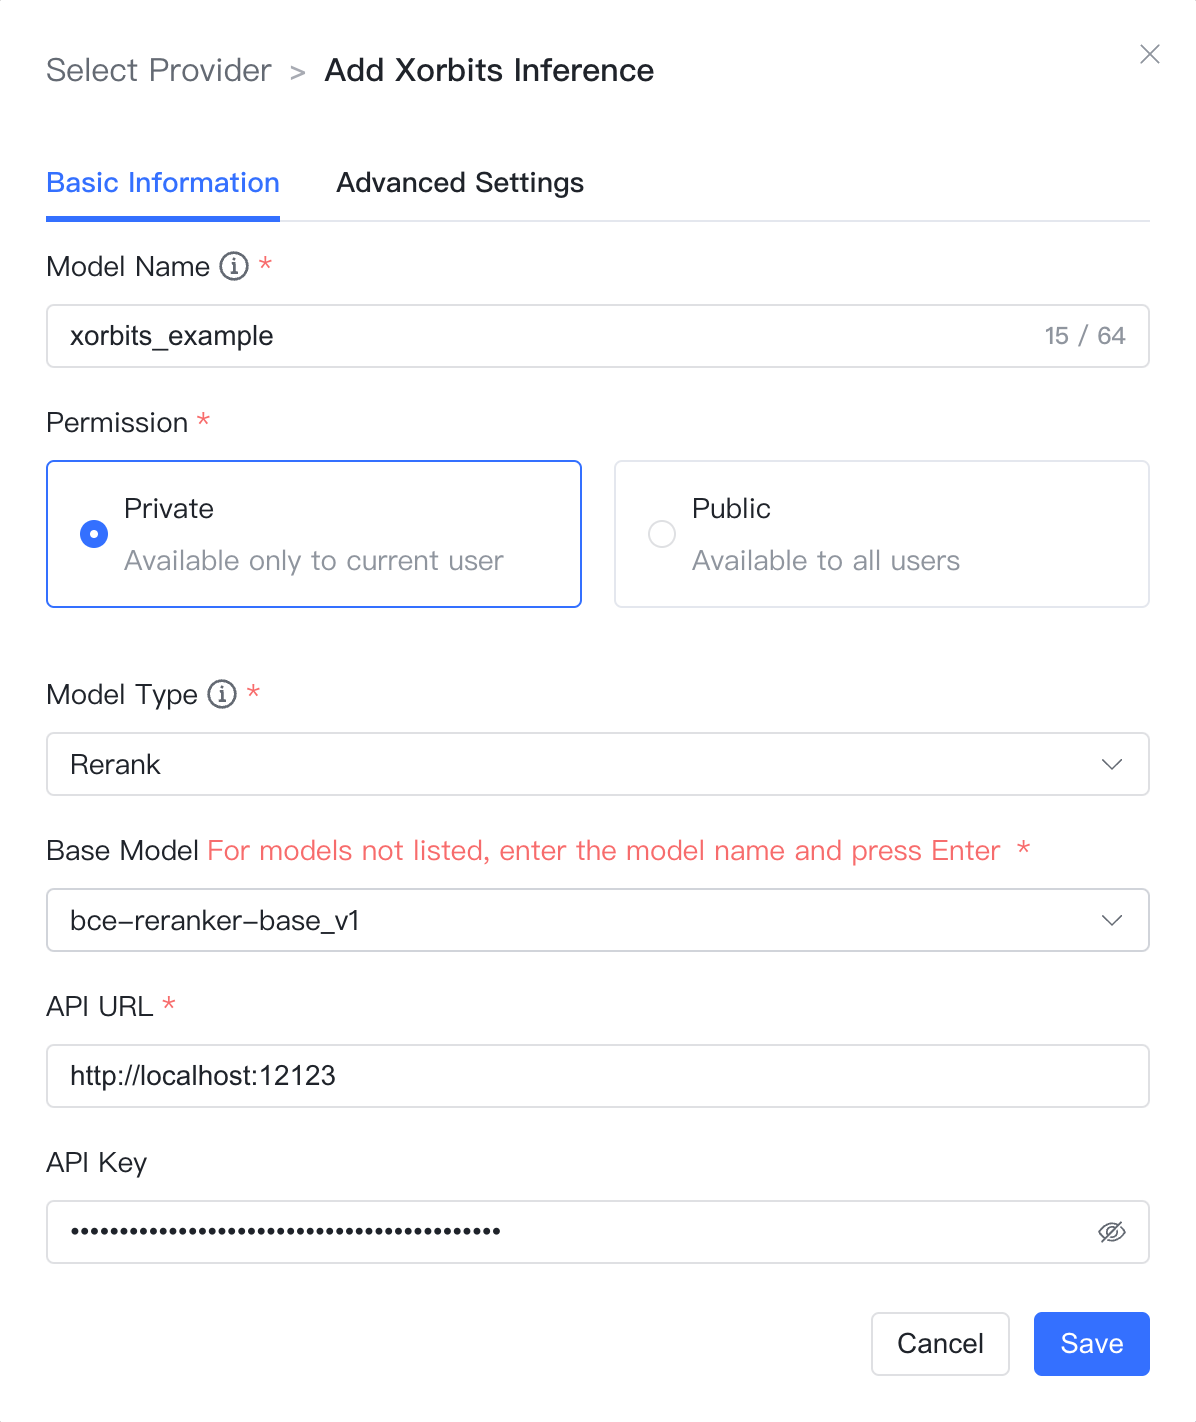 Select Provider > Add Xorbits Inference
Basic Information Advanced Settings
Model Name *
xorbits_example 15 / 64
Permission *
Private Public
Available only to current user Available to all users
Model Type *
Rerank
Base Model For models not listed, enter the model name and press Enter *
bce-reranker-base_v1
API URL *
http://localhost:12123
API Key
••••••••••••••••••••••••••••••••••••••••••••
Cancel Save